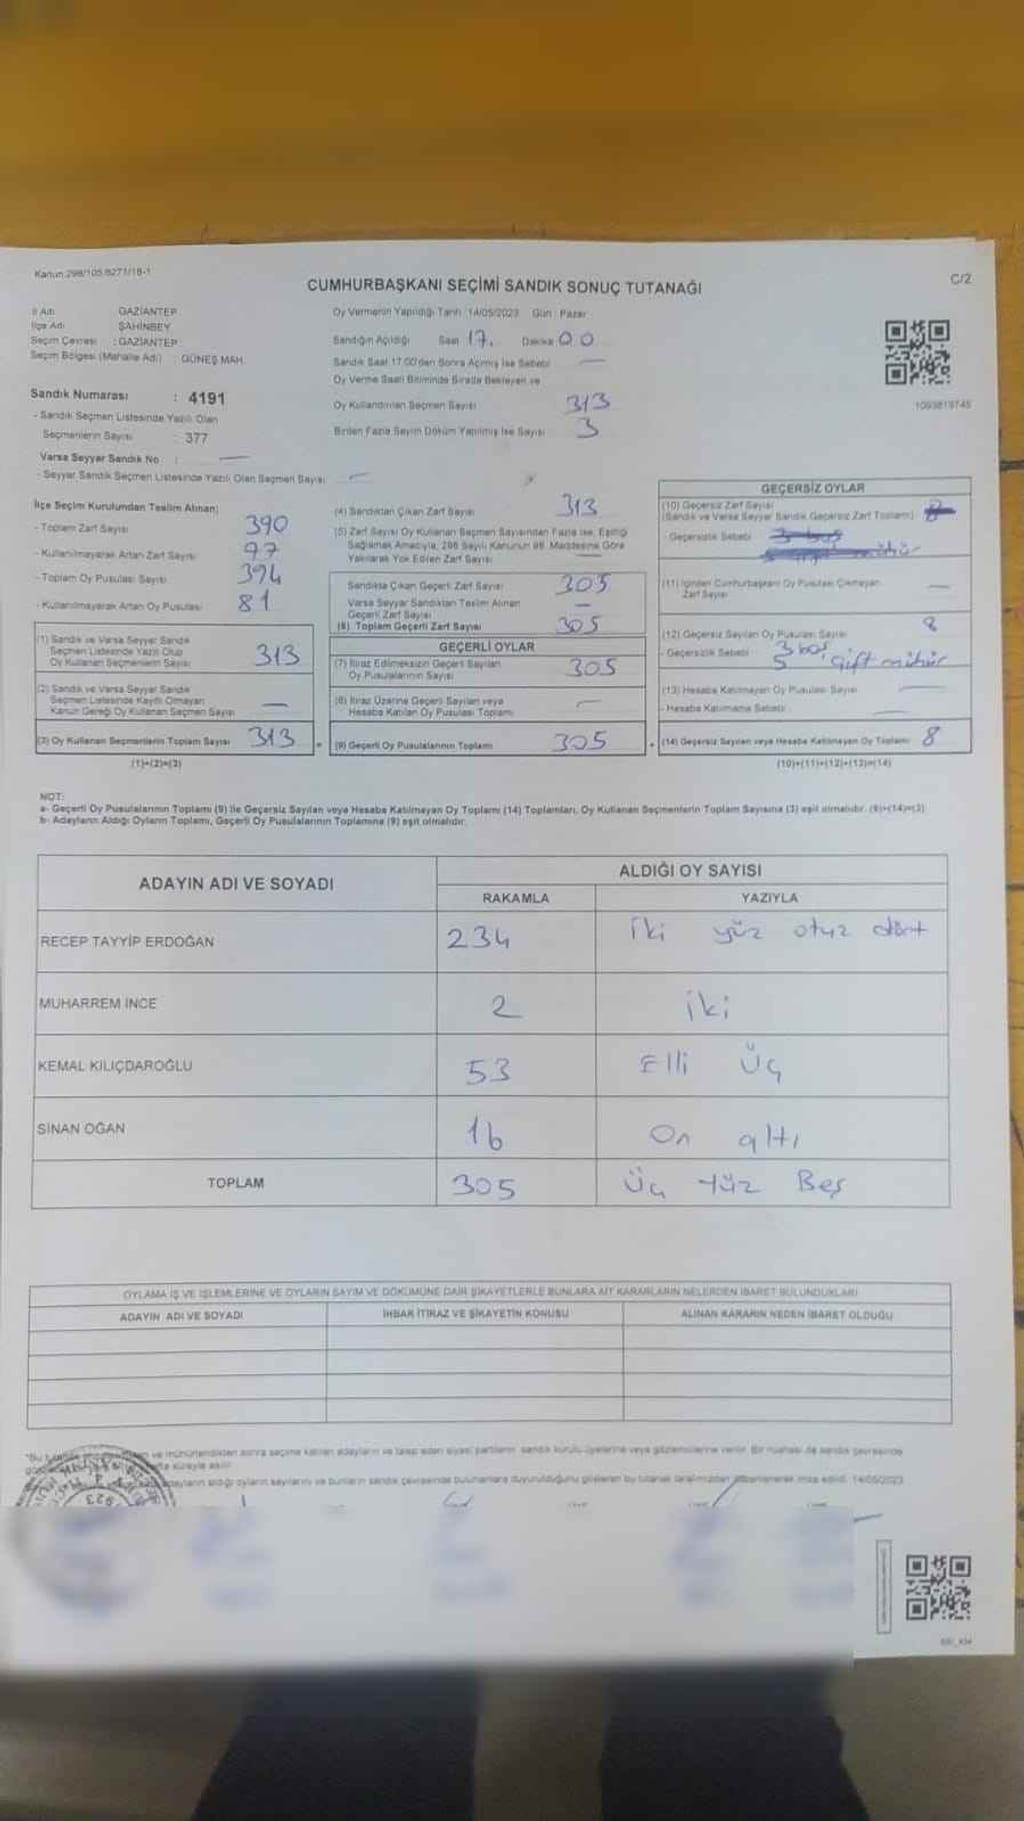 Kanun 298/105.6271/18-1
C/2
CUMHURBAŞKANI SEÇİMİ SANDIK SONUÇ TUTANAĞI
İl Adı GAZİANTEP
İlçe Adı ŞAHİNBEY
Seçim Çevresi : GAZİANTEP
Seçim Bölgesi (Mahalle Adı) : GÜNEŞ MAH.
Sandık Numarası : 4191
- Sandık Seçmen Listesinde Yazılı Olan
Seçmenlerin Sayısı : 377
Varsa Seyyar Sandık No : —
- Seyyar Sandık Seçmen Listesinde Yazılı Olan Seçmen Sayısı —
Oy Vermenin Yapıldığı Tarih 14/05/2023 Gün : Pazar
Sandığın Açıldığı Saat 17. Dakika 00
Sandık Saat 17.00'den Sonra Açılmış İse Sebebi —
Oy Verme Saati Bitiminde Sırada Bekleyen ve
Oy Kullandırılan Seçmen Sayısı 313
Birden Fazla Sayım Döküm Yapılmış İse Sayısı 3
1093819745
İlçe Seçim Kurulundan Teslim Alınan;
- Toplam Zarf Sayısı 390
- Kullanılmayarak Artan Zarf Sayısı 77
- Toplam Oy Pusulası Sayısı 394
- Kullanılmayarak Artan Oy Pusulası 81
(1) Sandık ve Varsa Seyyar Sandık
Seçmen Listesinde Yazılı Olup
Oy Kullanan Seçmenlerin Sayısı 313
(2) Sandık ve Varsa Seyyar Sandık
Seçmen Listesinde Kayıtlı Olmayan
Kanun Gereği Oy Kullanan Seçmen Sayısı —
(3) Oy Kullanan Seçmenlerin Toplam Sayısı 313
(1)+(2)=(3)
(4) Sandıktan Çıkan Zarf Sayısı 313
(5) Zarf Sayısı Oy Kullanan Seçmen Sayısından Fazla ise, Eşitliği
Sağlamak Amacıyla, 298 Sayılı Kanunun 98. Maddesine Göre
Yakılarak Yok Edilen Zarf Sayısı —
Sandıkta Çıkan Geçerli Zarf Sayısı 305
Varsa Seyyar Sandıktan Teslim Alınan
Geçerli Zarf Sayısı —
(6) Toplam Geçerli Zarf Sayısı 305
GEÇERLİ OYLAR
(7) İtiraz Edilmeksizin Geçerli Sayılan
Oy Pusulalarının Sayısı 305
(8) İtiraz Üzerine Geçerli Sayılan veya
Hesaba Katılan Oy Pusulası Toplamı —
(9) Geçerli Oy Pusulalarının Toplamı 305
GEÇERSİZ OYLAR
(10) Geçersiz Zarf Sayısı
(Sandık ve Varsa Seyyar Sandık Geçersiz Zarf Toplamı) 8
- Geçersizlik Sebebi 3 boş
mühür
(11) İçinden Cumhurbaşkanı Oy Pusulası Çıkmayan
Zarf Sayısı —
(12) Geçersiz Sayılan Oy Pusulası Sayısı 8
- Geçersizlik Sebebi 3 boş
5 çift mühür
(13) Hesaba Katılmayan Oy Pusulası Sayısı —
- Hesaba Katılmama Sebebi —
(14) Geçersiz Sayılan veya Hesaba Katılmayan Oy Toplamı 8
(10)+(11)+(12)+(13)=(14)
NOT:
a- Geçerli Oy Pusulalarının Toplamı (9) ile Geçersiz Sayılan veya Hesaba Katılmayan Oy Toplamı (14) Toplamları, Oy Kullanan Seçmenlerin Toplam Sayısına (3) eşit olmalıdır. (9)+(14)=(3)
b- Adayların Aldığı Oyların Toplamı, Geçerli Oy Pusulalarının Toplamına (9) eşit olmalıdır.
ADAYIN ADI VE SOYADI
ALDIĞI OY SAYISI
RAKAMLA YAZIYLA
RECEP TAYYİP ERDOĞAN 234 İki yüz otuz dört
MUHARREM İNCE 2 İki
KEMAL KILIÇDAROĞLU 53 Elli Üç
SİNAN OĞAN 16 On altı
TOPLAM 305 Üç Yüz Beş
OYLAMA İŞ VE İŞLEMLERİNE VE OYLARIN SAYIM VE DÖKÜMÜNE DAİR ŞİKAYETLERLE BUNLARA AİT KARARLARIN NELERDEN İBARET BULUNDUKLARI
ADAYIN ADI VE SOYADI İHBAR İTİRAZ VE ŞİKAYETİN KONUSU ALINAN KARARIN NEDEN İBARET OLDUĞU
ve mühürlendikten sonra seçime katılan adayların ve talep eden siyasi partilerin sandık kurulu üyelerine veya gözlemcilerine verilir. Bir nüshası da sandık çevresinde
süreyle asılır.
adayların aldığı oyların sayılarını ve bunların sandık çevresinde bulunanlara duyurulduğunu gösteren bu tutanak tarafımızdan düzenlenerek imza edildi. 14/05/2023